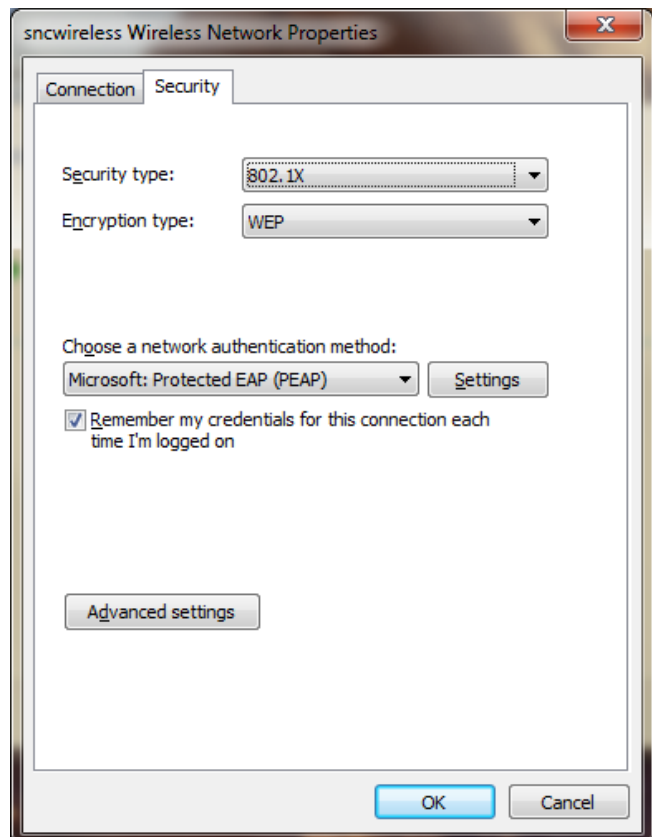 sncwireless Wireless Network Properties
X
Connection Security
Security type: 802.1X
Encryption type: WEP
Choose a network authentication method:
Microsoft: Protected EAP (PEAP) Settings
Remember my credentials for this connection each
time I'm logged on
Advanced settings
OK Cancel